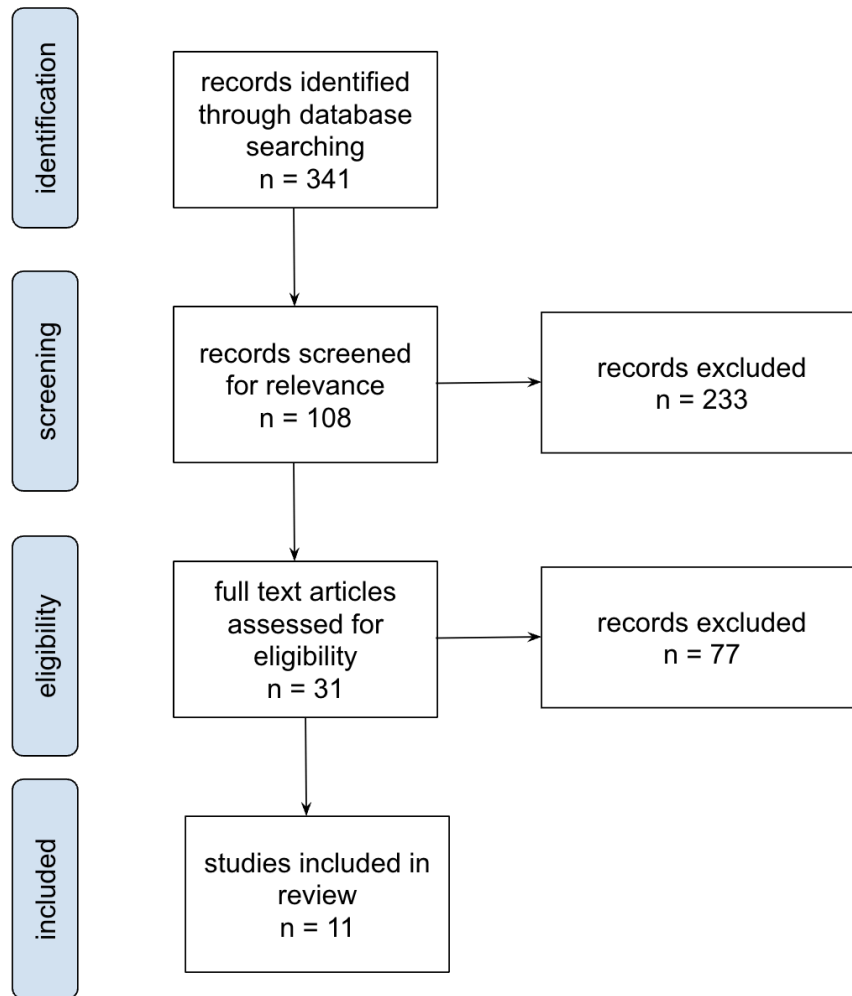 identification
records identified
through database
searching
n = 341
screening
records screened
for relevance
n = 108
records excluded
n = 233
eligibility
full text articles
assessed for
eligibility
n = 31
records excluded
n = 77
included
studies included in
review
n = 11